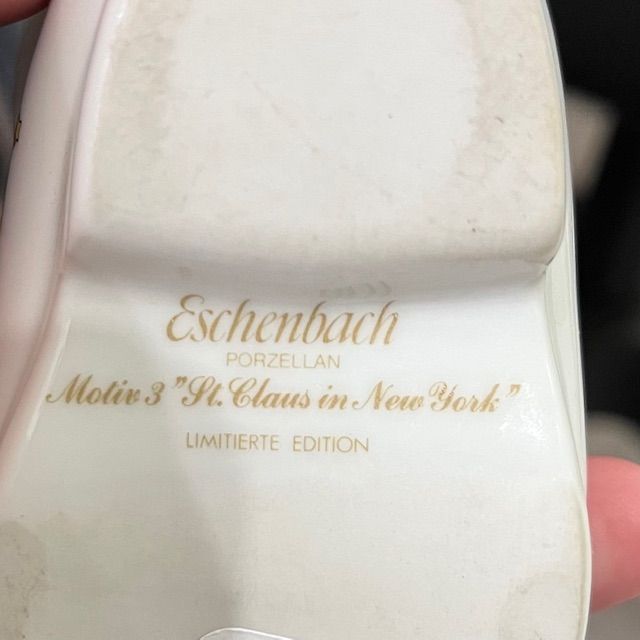 Eschenbach
PORZELLAN
Motiv 3 "St. Claus in New York"
LIMITIERTE EDITION